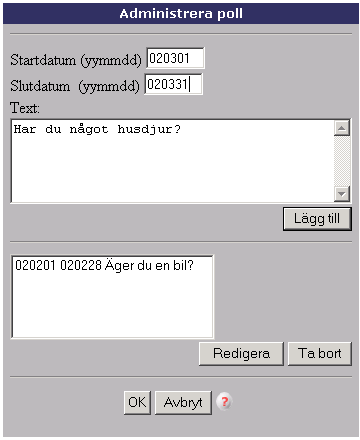 Administrera poll
Startdatum (yymmdd) 020301
Slutdatum (yymmdd) 020331
Text:
Har du något husdjur?
Lägg till
020201 020228 Äger du en bil?
Redigera Ta bort
OK Avbryt ?